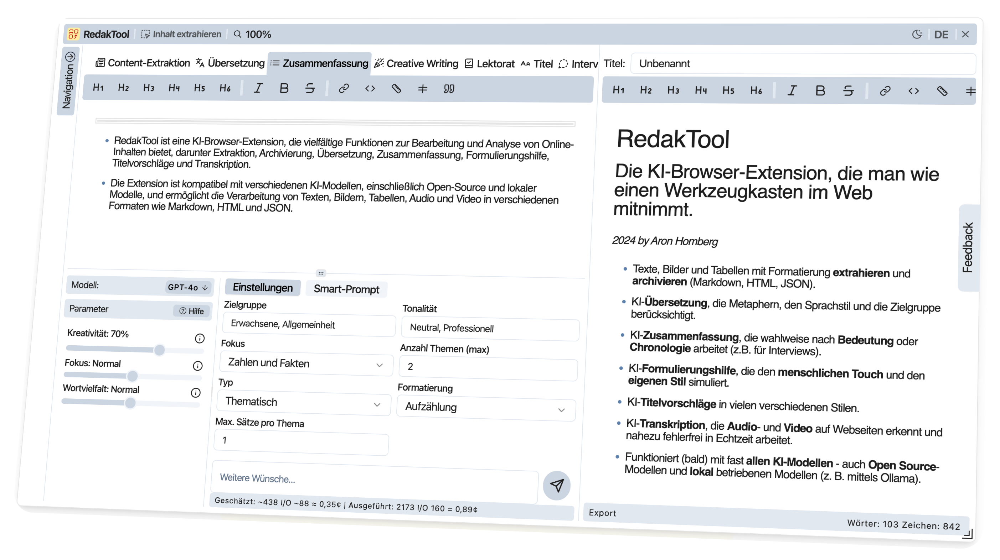 RedakTool
Inhalt extrahieren
100%
DE
Navigation
Content-Extraktion
Übersetzung
Zusammenfassung
Creative Writing
Lektorat
Titel
Interv
H1 H2 H3 H4 H5 H6 I B S
RedakTool ist eine KI-Browser-Extension, die vielfältige Funktionen zur Bearbeitung und Analyse von Online-
Inhalten bietet, darunter Extraktion, Archivierung, Übersetzung, Zusammenfassung, Formulierungshilfe,
Titelvorschläge und Transkription.
Die Extension ist kompatibel mit verschiedenen KI-Modellen, einschließlich Open-Source und lokaler
Modelle, und ermöglicht die Verarbeitung von Texten, Bildern, Tabellen, Audio und Video in verschiedenen
Formaten wie Markdown, HTML und JSON.
Modell:
GPT-4o
Parameter
Hilfe
Kreativität: 70%
Fokus: Normal
Wortvielfalt: Normal
Einstellungen
Smart-Prompt
Zielgruppe
Erwachsene, Allgemeinheit
Tonalität
Neutral, Professionell
Fokus
Zahlen und Fakten
Anzahl Themen (max)
2
Typ
Thematisch
Formatierung
Aufzählung
Max. Sätze pro Thema
1
Weitere Wünsche...
Geschätzt: ~438 I/O ~88 ≈ 0,35¢ | Ausgeführt: 2173 I/O 160 = 0,89¢
Titel:
Unbenannt
H1 H2 H3 H4 H5 H6 I B S
RedakTool
Die KI-Browser-Extension, die man wie
einen Werkzeugkasten im Web
mitnimmt.
2024 by Aron Homberg
Texte, Bilder und Tabellen mit Formatierung extrahieren und
archivieren (Markdown, HTML, JSON).
KI-Übersetzung, die Metaphern, den Sprachstil und die Zielgruppe
berücksichtigt.
KI-Zusammenfassung, die wahlweise nach Bedeutung oder
Chronologie arbeitet (z.B. für Interviews).
KI-Formulierungshilfe, die den menschlichen Touch und den
eigenen Stil simuliert.
KI-Titelvorschläge in vielen verschiedenen Stilen.
KI-Transkription, die Audio- und Video auf Webseiten erkennt und
nahezu fehlerfrei in Echtzeit arbeitet.
Funktioniert (bald) mit fast allen KI-Modellen - auch Open Source-
Modellen und lokal betriebenen Modellen (z. B. mittels Ollama).
Feedback
Export
Wörter: 103 Zeichen: 842